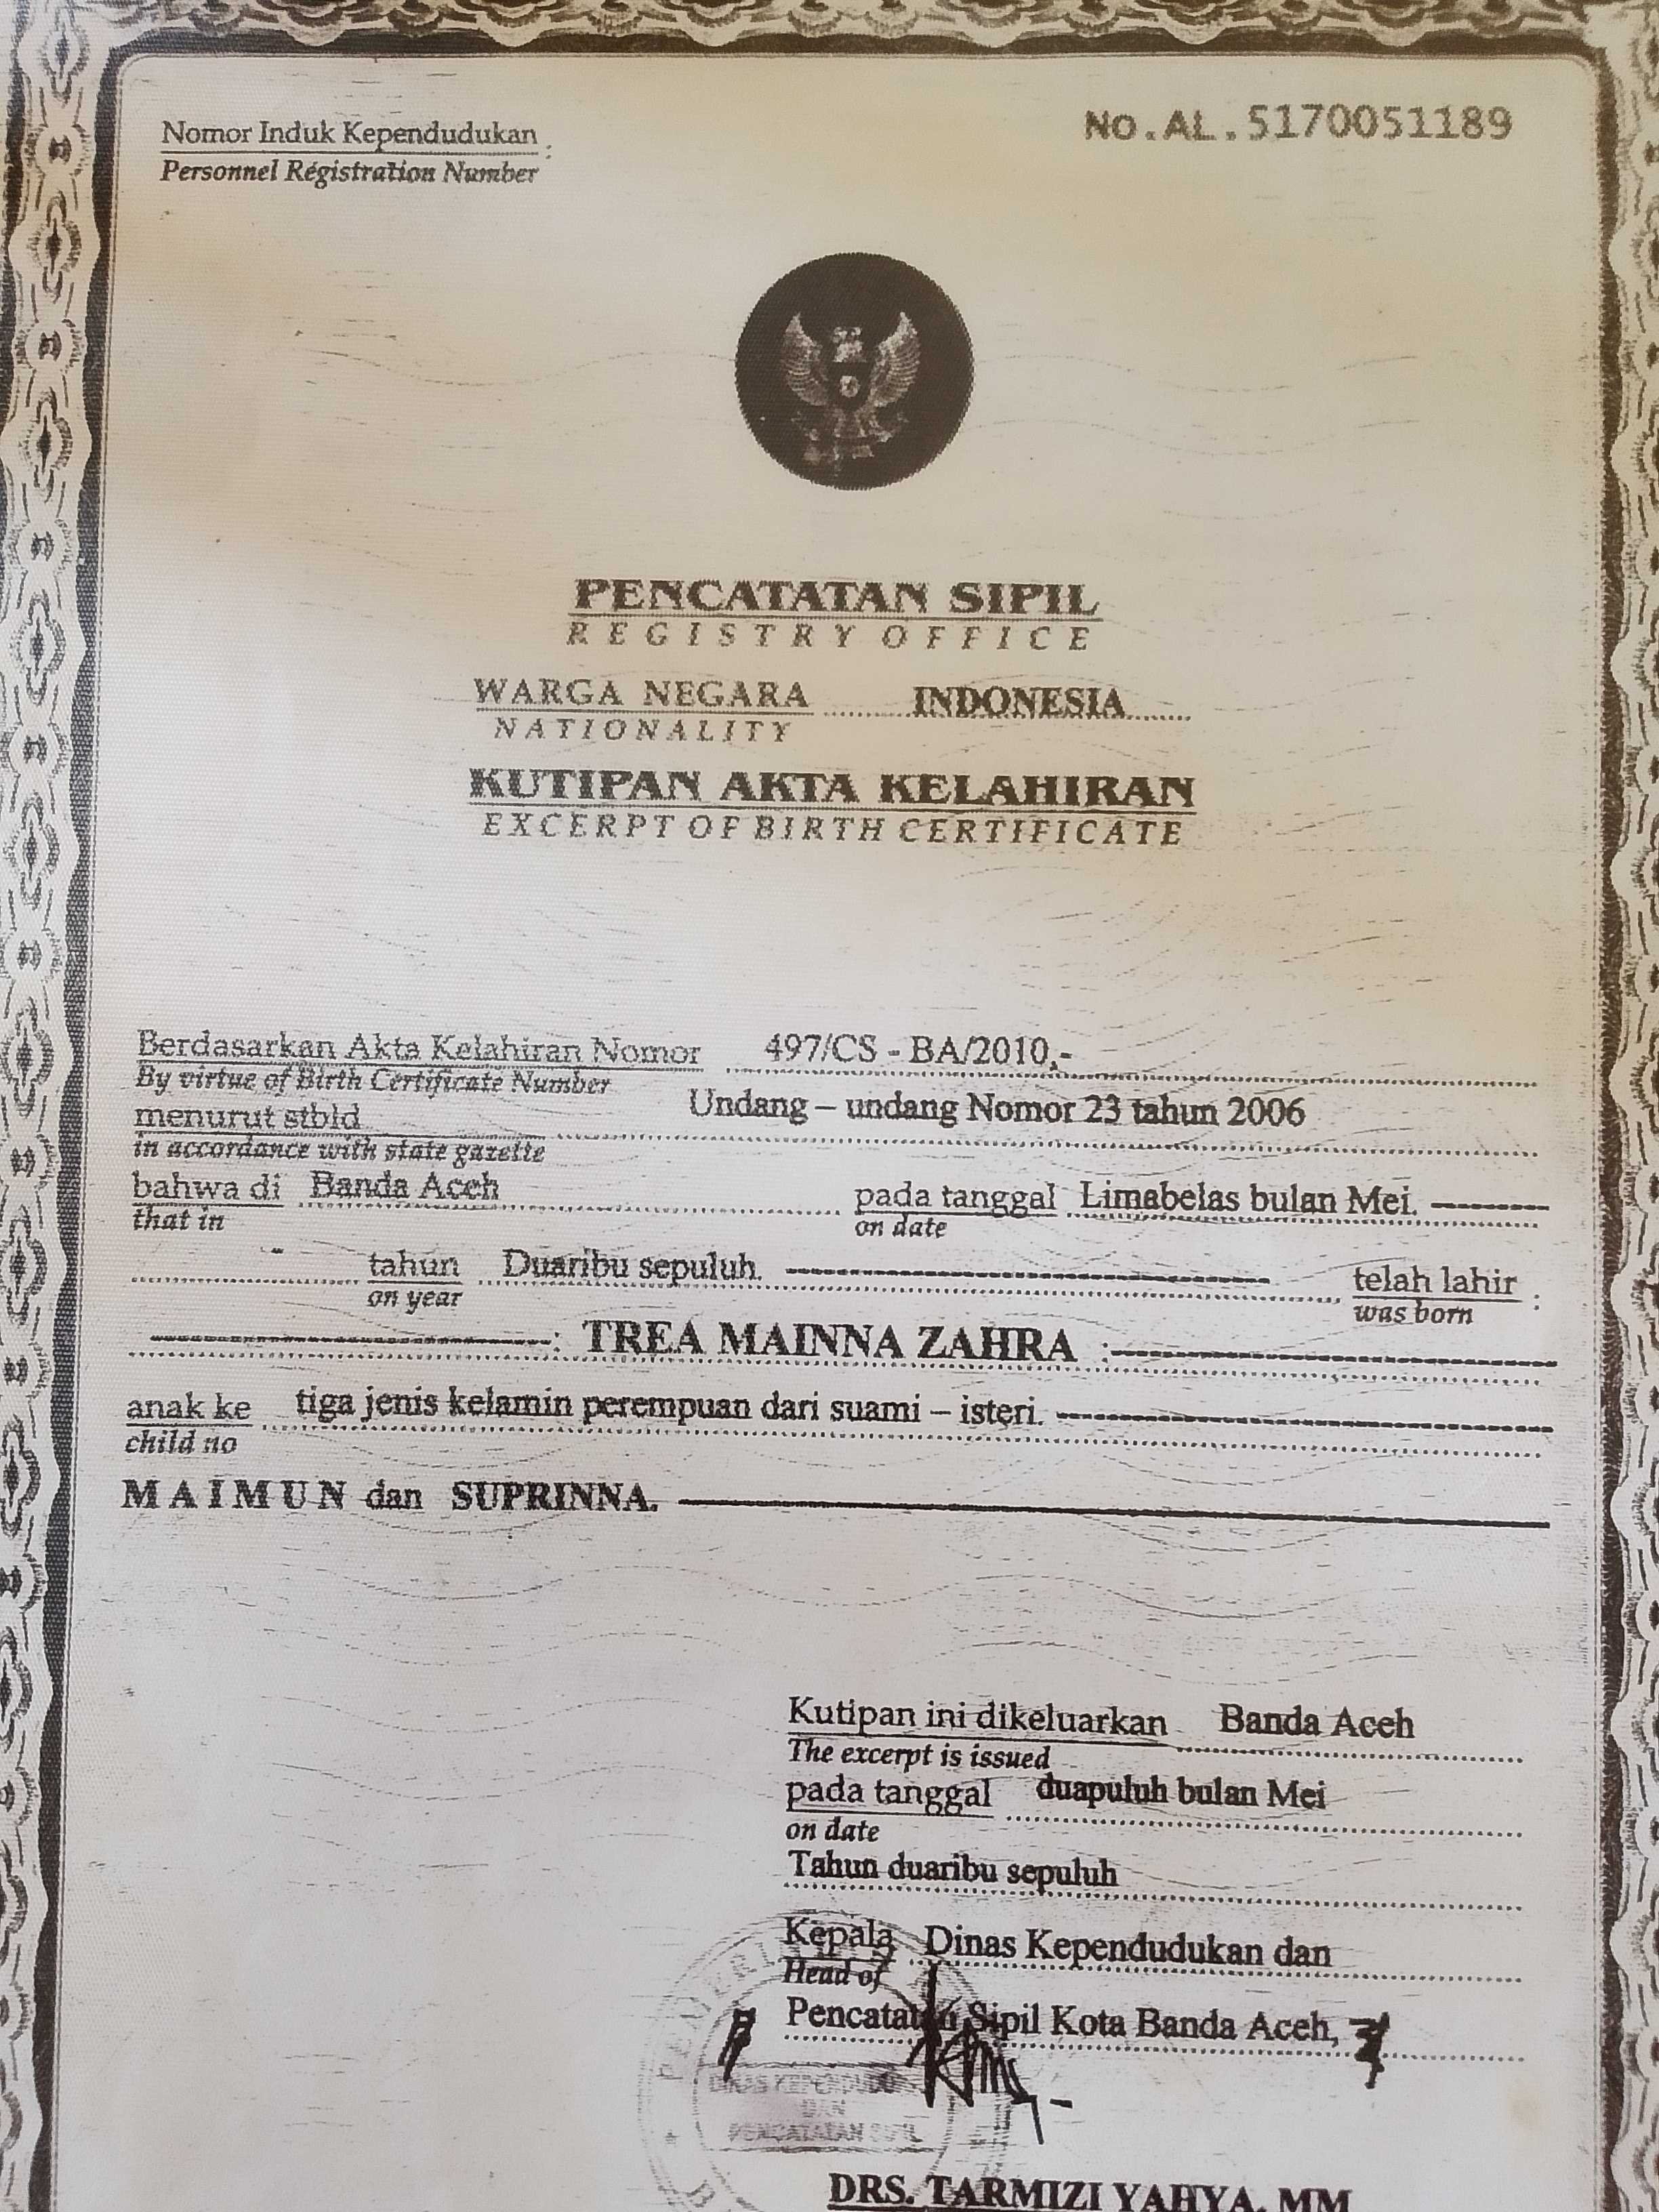 Nomor Induk Kependudukan : No.AL.5170051189
Personnel Registration Number
PENCATATAN SIPIL
REGISTRY OFFICE
WARGA NEGARA INDONESIA
NATIONALITY
KUTIPAN AKTA KELAHIRAN
EXCERPT OF BIRTH CERTIFICATE
Berdasarkan Akta Kelahiran Nomor 497/CS - BA/2010,-
By virtue of Birth Certificate Number
menurut stbld Undang – undang Nomor 23 tahun 2006
in accordance with state gazette
bahwa di Banda Aceh pada tanggal Limabelas bulan Mei.
that in on date
tahun Duaribu sepuluh. telah lahir :
on year was born
: TREA MAINNA ZAHRA :
anak ke tiga jenis kelamin perempuan dari suami – isteri.
child no
MAIMUN dan SUPRINNA.
Kutipan ini dikeluarkan Banda Aceh
The excerpt is issued
pada tanggal duapuluh bulan Mei
on date
Tahun duaribu sepuluh
Kepala Dinas Kependudukan dan
Head of
Pencatatan Sipil Kota Banda Aceh,
DINAS KEPENDUDUKAN
DAN
PENCATATAN SIPIL
DRS. TARMIZI YAHYA, MM